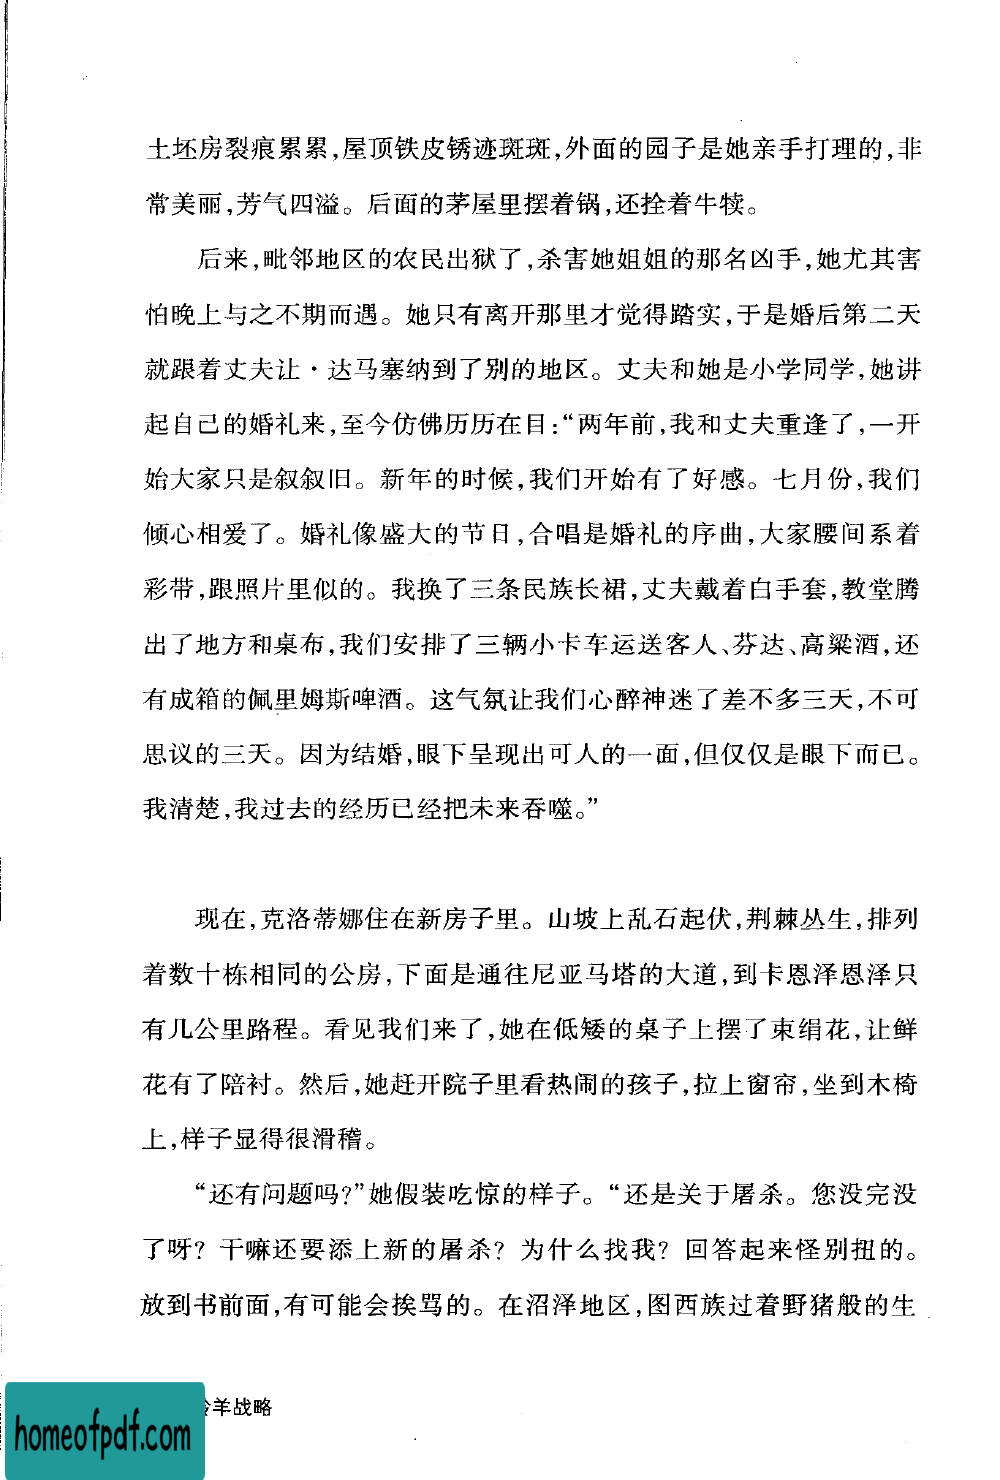 土坯房裂痕累累,屋顶铁皮锈迹斑斑,外面的园子是她亲手打理的,非
常美丽,芳气四溢。后面的茅屋里摆着锅,还拴着牛犊。
后来,毗邻地区的农民出狱了,杀害她姐姐的那名凶手,她尤其害
怕晚上与之不期而遇。她只有离开那里才觉得踏实,于是婚后第二天
就跟着丈夫让·达马塞纳到了别的地区。丈夫和她是小学同学,她讲
起自己的婚礼来,至今仿佛历历在目:“两年前,我和丈夫重逢了,一开
始大家只是叙叙旧。新年的时候,我们开始有了好感。七月份,我们
倾心相爱了。婚礼像盛大的节日,合唱是婚礼的序曲,大家腰间系着
彩带,跟照片里似的。我换了三条民族长裙,丈夫戴着白手套,教堂腾
出了地方和桌布,我们安排了三辆小卡车运送客人、芬达、高粱酒,还
有成箱的佩里姆斯啤酒。这气氛让我们心醉神迷了差不多三天,不可
思议的三天。因为结婚,眼下呈现出可人的一面,但仅仅是眼下而已。
我清楚,我过去的经历已经把未来吞噬。”
现在,克洛蒂娜住在新房子里。山坡上乱石起伏,荆棘丛生,排列
着数十栋相同的公房,下面是通往尼亚马塔的大道,到卡恩泽恩泽只
有几公里路程。看见我们来了,她在低矮的桌子上摆了束绢花,让鲜
花有了陪衬。然后,她赶开院子里看热闹的孩子,拉上窗帘,坐到木椅
上,样子显得很滑稽。
“还有问题吗?”她假装吃惊的样子。“还是关于屠杀。您没完没
了呀? 干嘛还要添上新的屠杀? 为什么找我? 回答起来怪别扭的。
放到书前面,有可能会挨骂的。在沼泽地区,图西族过着野猪般的生
羊战略
homeofpdf.com